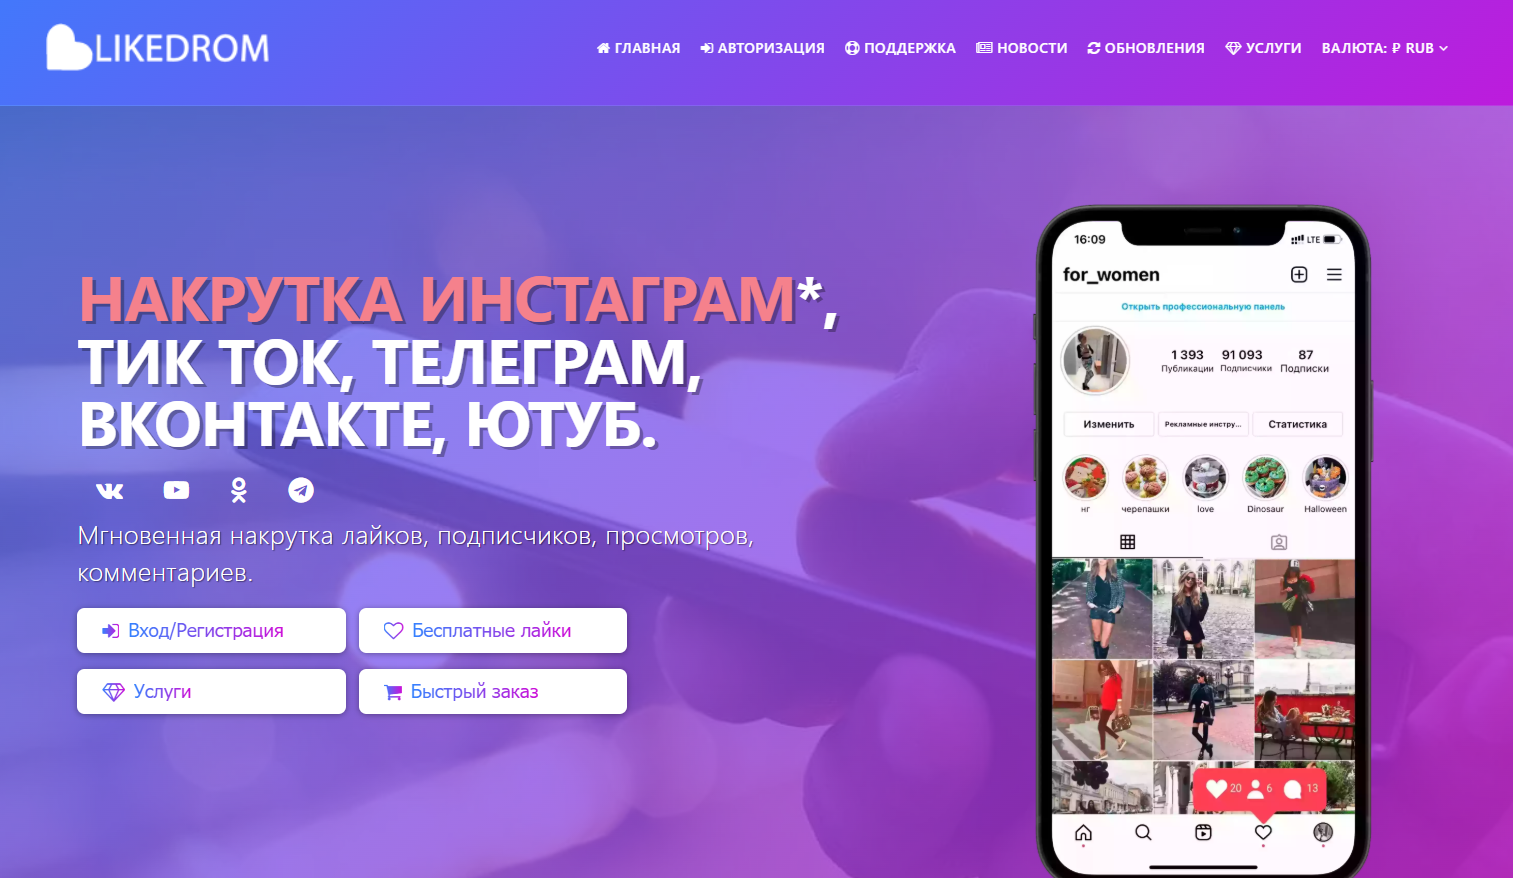 LIKEDROM
ГЛАВНАЯ АВТОРИЗАЦИЯ ПОДДЕРЖКА НОВОСТИ ОБНОВЛЕНИЯ УСЛУГИ ВАЛЮТА: ₽ RUB
НАКРУТКА ИНСТАГРАМ*,
ТИК ТОК, ТЕЛЕГРАМ,
ВКОНТАКТЕ, ЮТУБ.
Мгновенная накрутка лайков, подписчиков, просмотров,
комментариев.
Вход/Регистрация Бесплатные лайки
Услуги Быстрый заказ
16:09 LTE
for_women
Открыть профессиональную панель
1 393 91 093 87
Публикации Подписчики Подписки
Изменить Рекламные инстру... Статистика
нг черепашки love Dinosaur Halloween
20 6 13